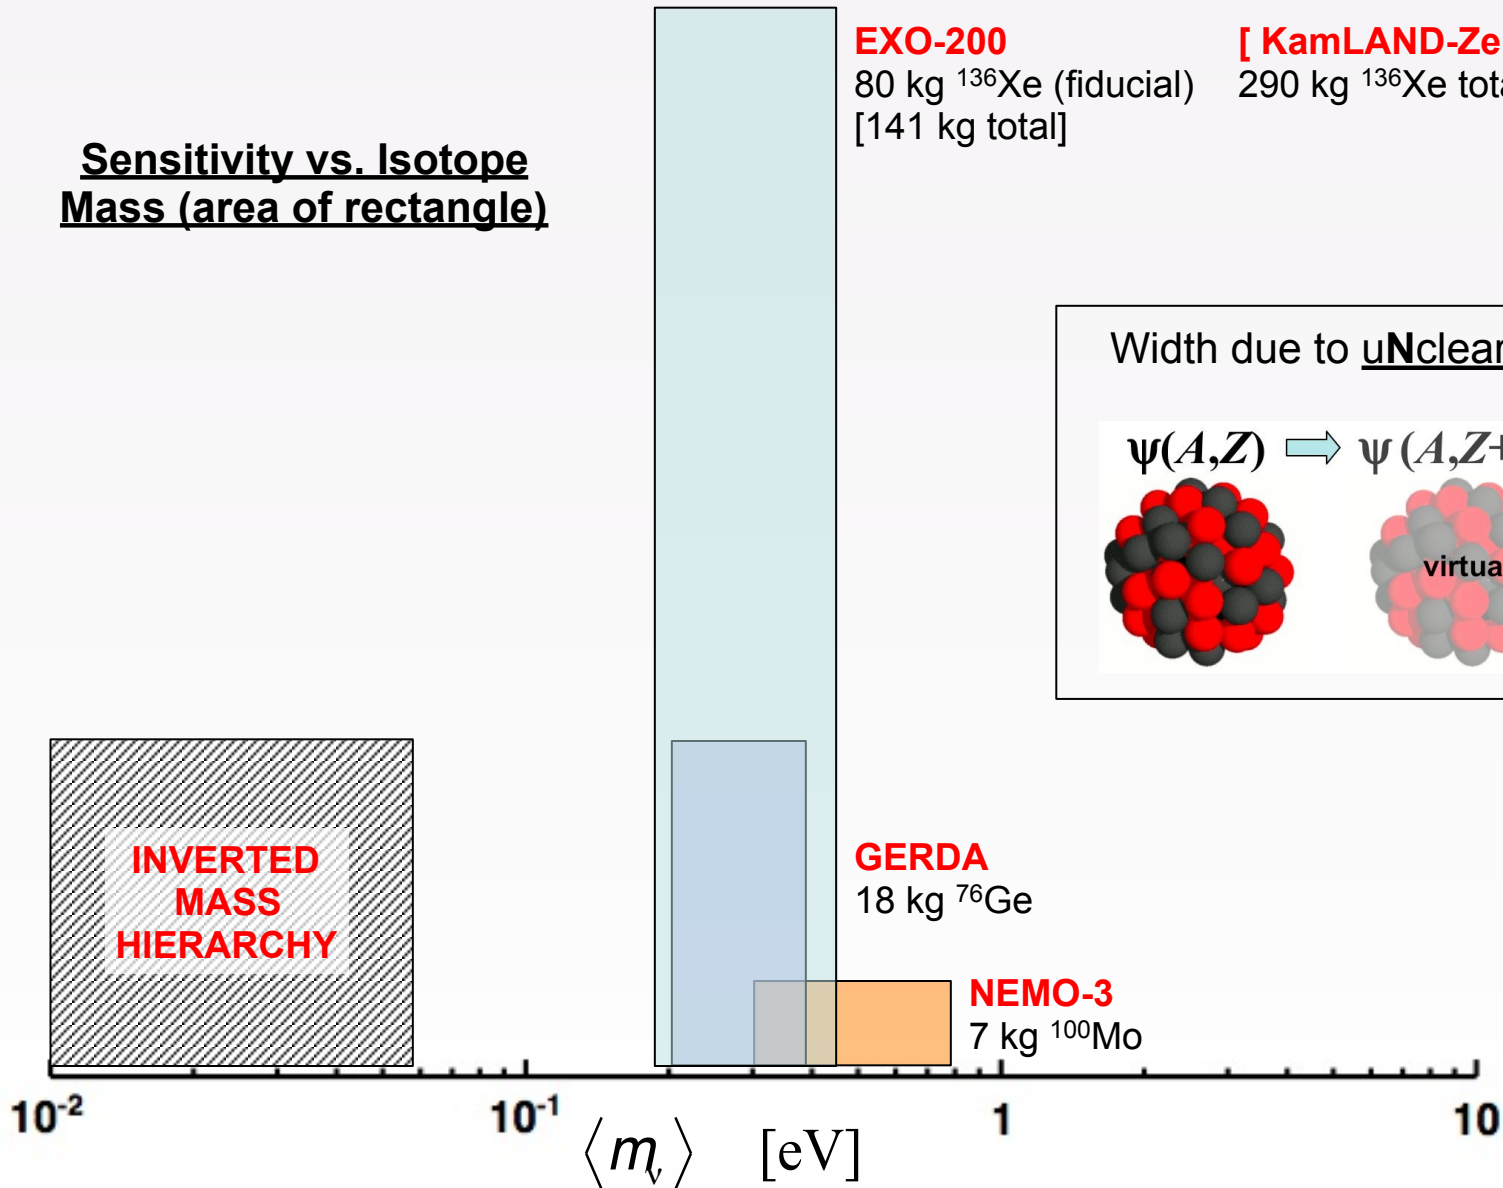 EXO-200
80 kg ¹³⁶Xe (fiducial)
[141 kg total]
[ KamLAND-Ze
290 kg ¹³⁶Xe tota
Sensitivity vs. Isotope
Mass (area of rectangle)
Width due to uNclear
ψ(A,Z) ψ (A,Z+
virtua
INVERTED
MASS
HIERARCHY
GERDA
18 kg ⁷⁶Ge
NEMO-3
7 kg ¹⁰⁰Mo
10⁻² 10⁻¹ 1 10
⟨mᵥ⟩ [eV]